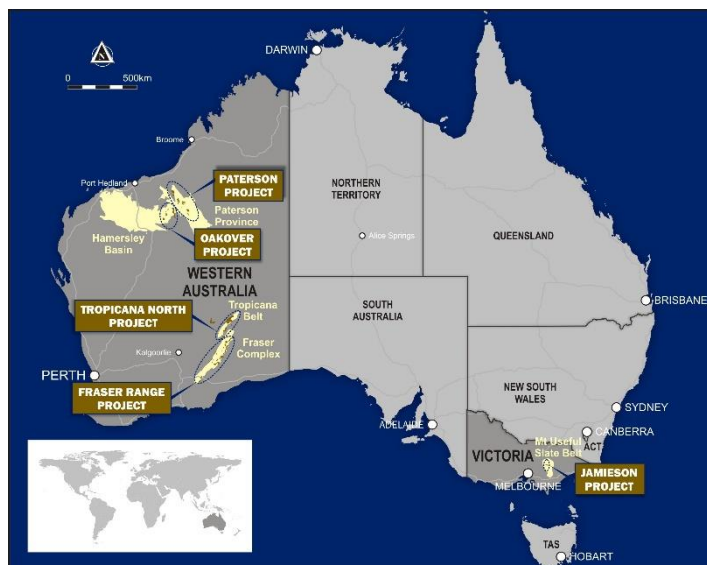 DARWIN
0 500km
Broome
Port Hedland
PATERSON
PROJECT
NORTHERN
TERRITORY
Alice Springs
Paterson
Province
Hamersley
Basin
OAKOVER
PROJECT
QUEENSLAND
WESTERN
AUSTRALIA
Tropicana
Belt
TROPICANA NORTH
PROJECT
SOUTH
AUSTRALIA
BRISBANE
Kalgoorlie
Fraser
Complex
PERTH
FRASER RANGE
PROJECT
NEW SOUTH
WALES
SYDNEY
ADELAIDE
CANBERRA
ACT
Mt Useful
Slate Belt
VICTORIA
MELBOURNE
JAMIESON
PROJECT
TAS
HOBART